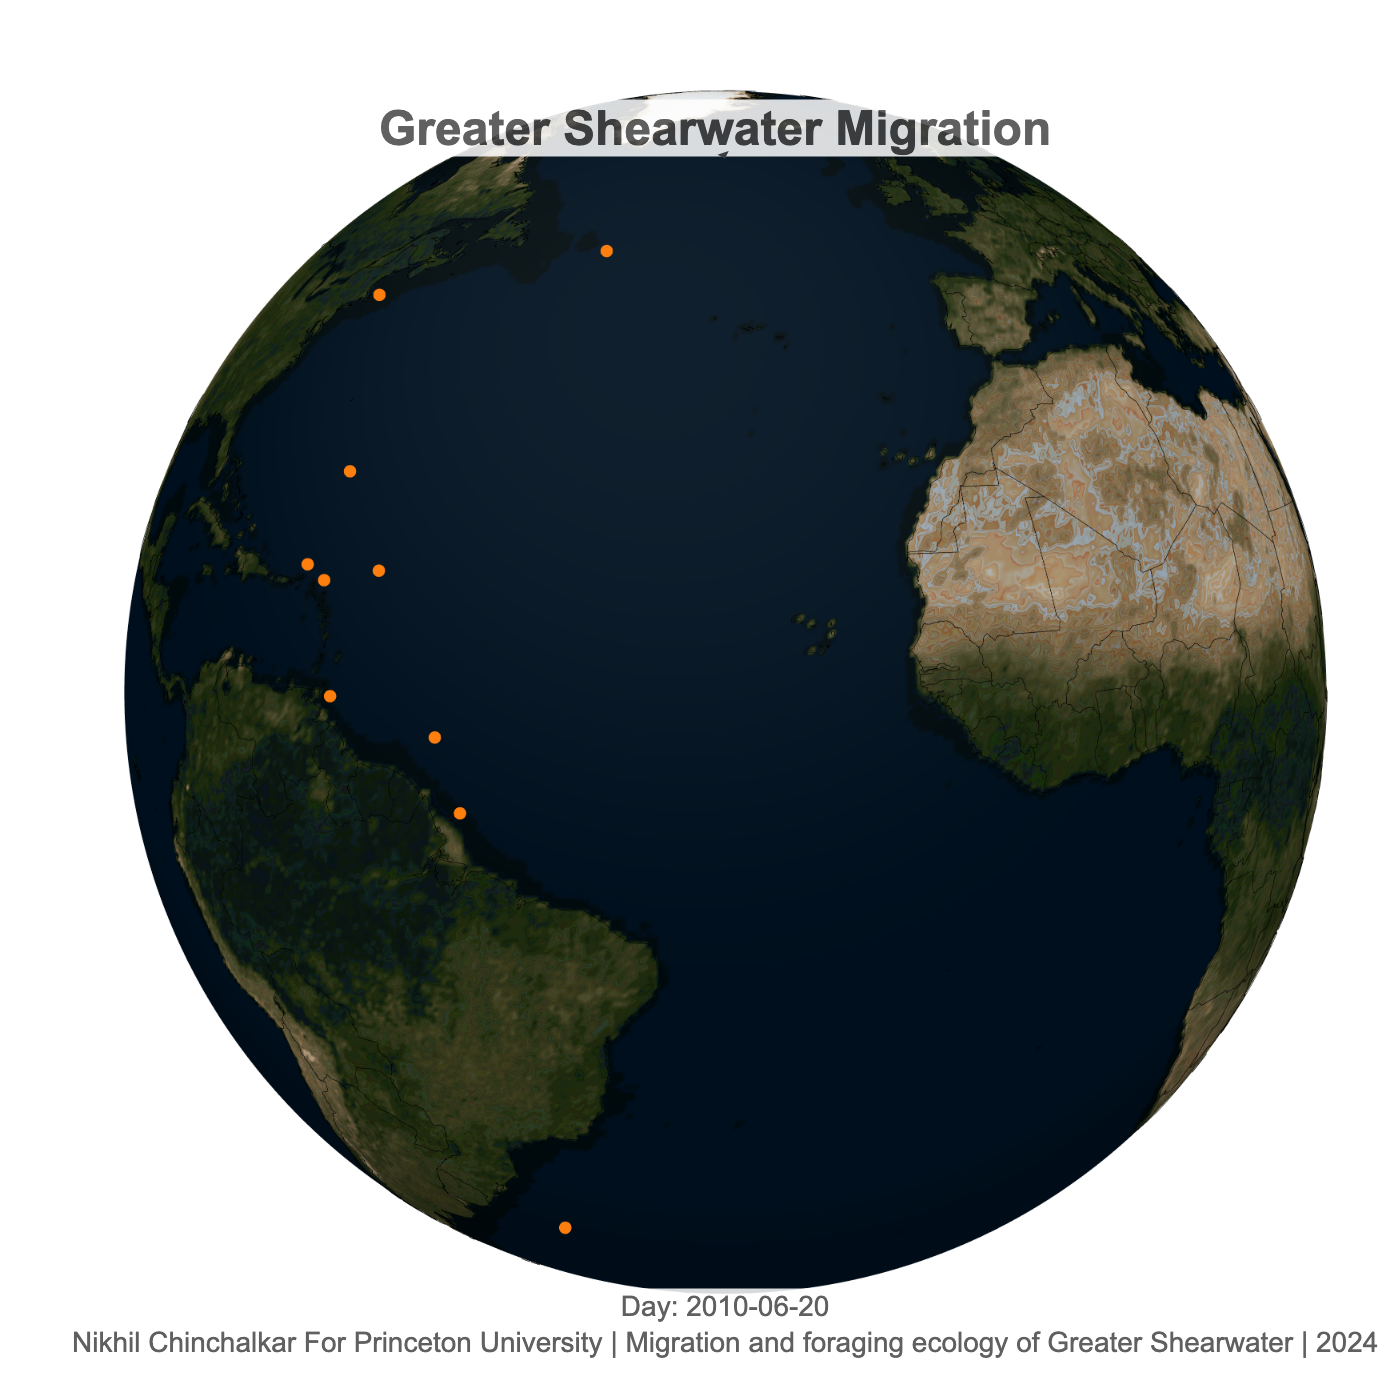 Greater Shearwater Migration
Day: 2010-06-20
Nikhil Chinchalkar For Princeton University | Migration and foraging ecology of Greater Shearwater | 2024